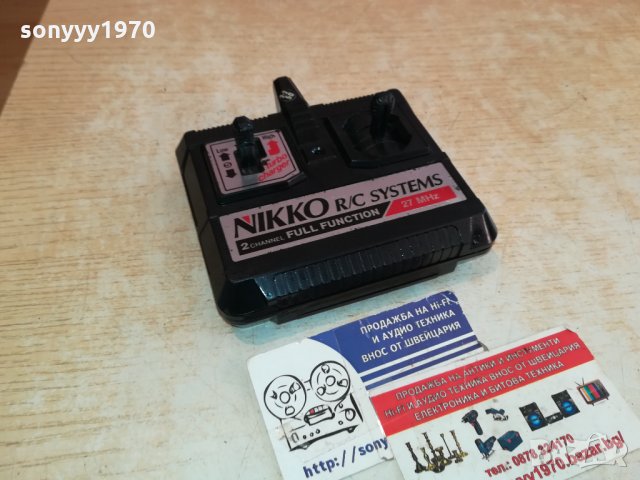 sonyyy1970
sonyyy1970
Low
High
Turbo
charger
NIKKO R/C SYSTEMS
2 CHANNEL FULL FUNCTION 27 MHz
ПРОДАЖБА НА Hi-Fi
И АУДИО ТЕХНИКА
ВНОС ОТ ШВЕЙЦАРИЯ
http://sony
ПРОДАЖБА НА АНТИКИ И ИНСТРУМЕНТИ
Hi-Fi И АУДИО ТЕХНИКА ВНОС ОТ ШВЕЙЦАРИЯ
ЕЛЕКТРОНИКА И БИТОВА ТЕХНИКА
yy1970.bazar.bg/